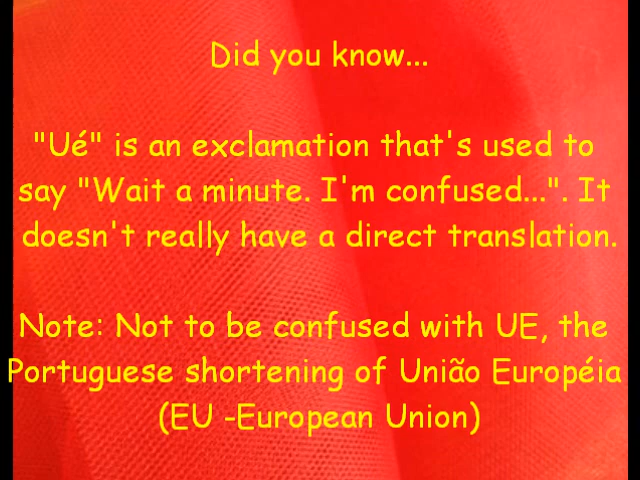 Did you know...
"Ué" is an exclamation that's used to
say "Wait a minute. I'm confused...". It
doesn't really have a direct translation.
Note: Not to be confused with UE, the
Portuguese shortening of União Européia
(EU -European Union)